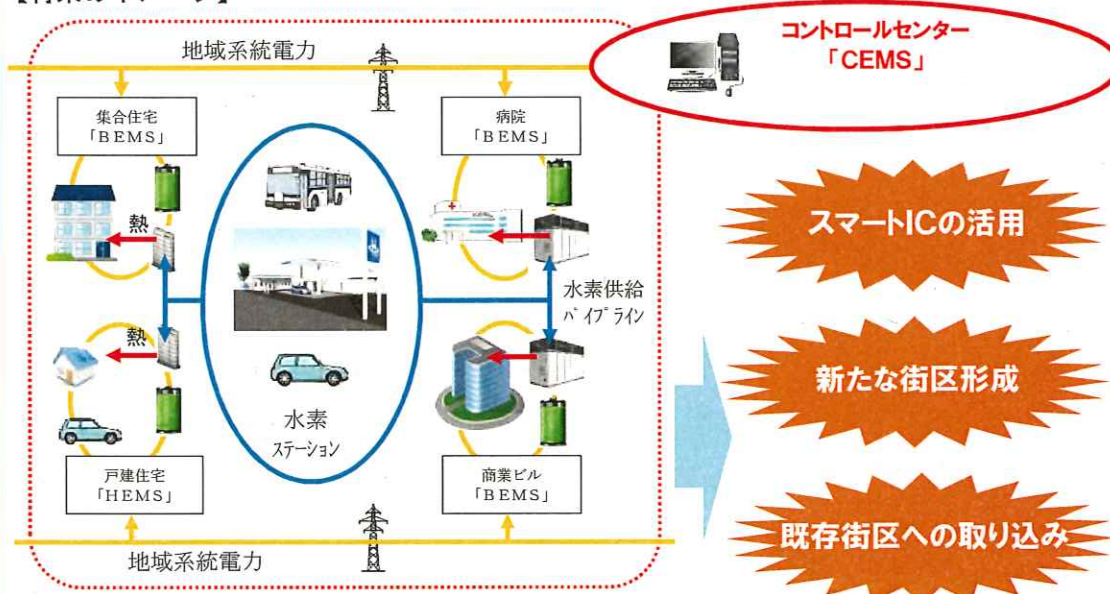 地域系統電力
コントロールセンター
「CEMS」
集合住宅
「BEMS」
病院
「BEMS」
熱
スマートICの活用
水素供給
パイプライン
熱
新たな街区形成
水素
ステーション
戸建住宅
「HEMS」
商業ビル
「BEMS」
既存街区への取り込み
地域系統電力